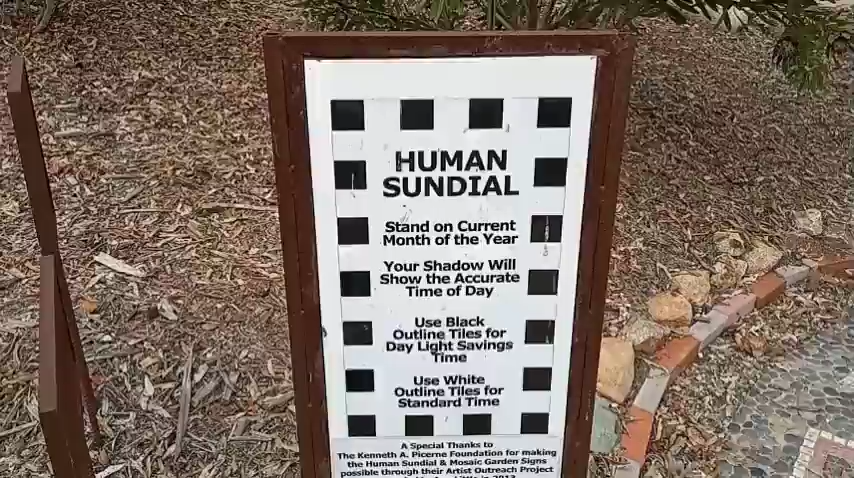 HUMAN
SUNDIAL
Stand on Current
Month of the Year
Your Shadow Will
Show the Accurate
Time of Day
Use Black
Outline Tiles for
Day Light Savings
Time
Use White
Outline Tiles for
Standard Time
A Special Thanks to
The Kenneth A. Picerne Foundation for making
the Human Sundial & Mosaic Garden Signs
possible through their Artist Outreach Project
in 2013